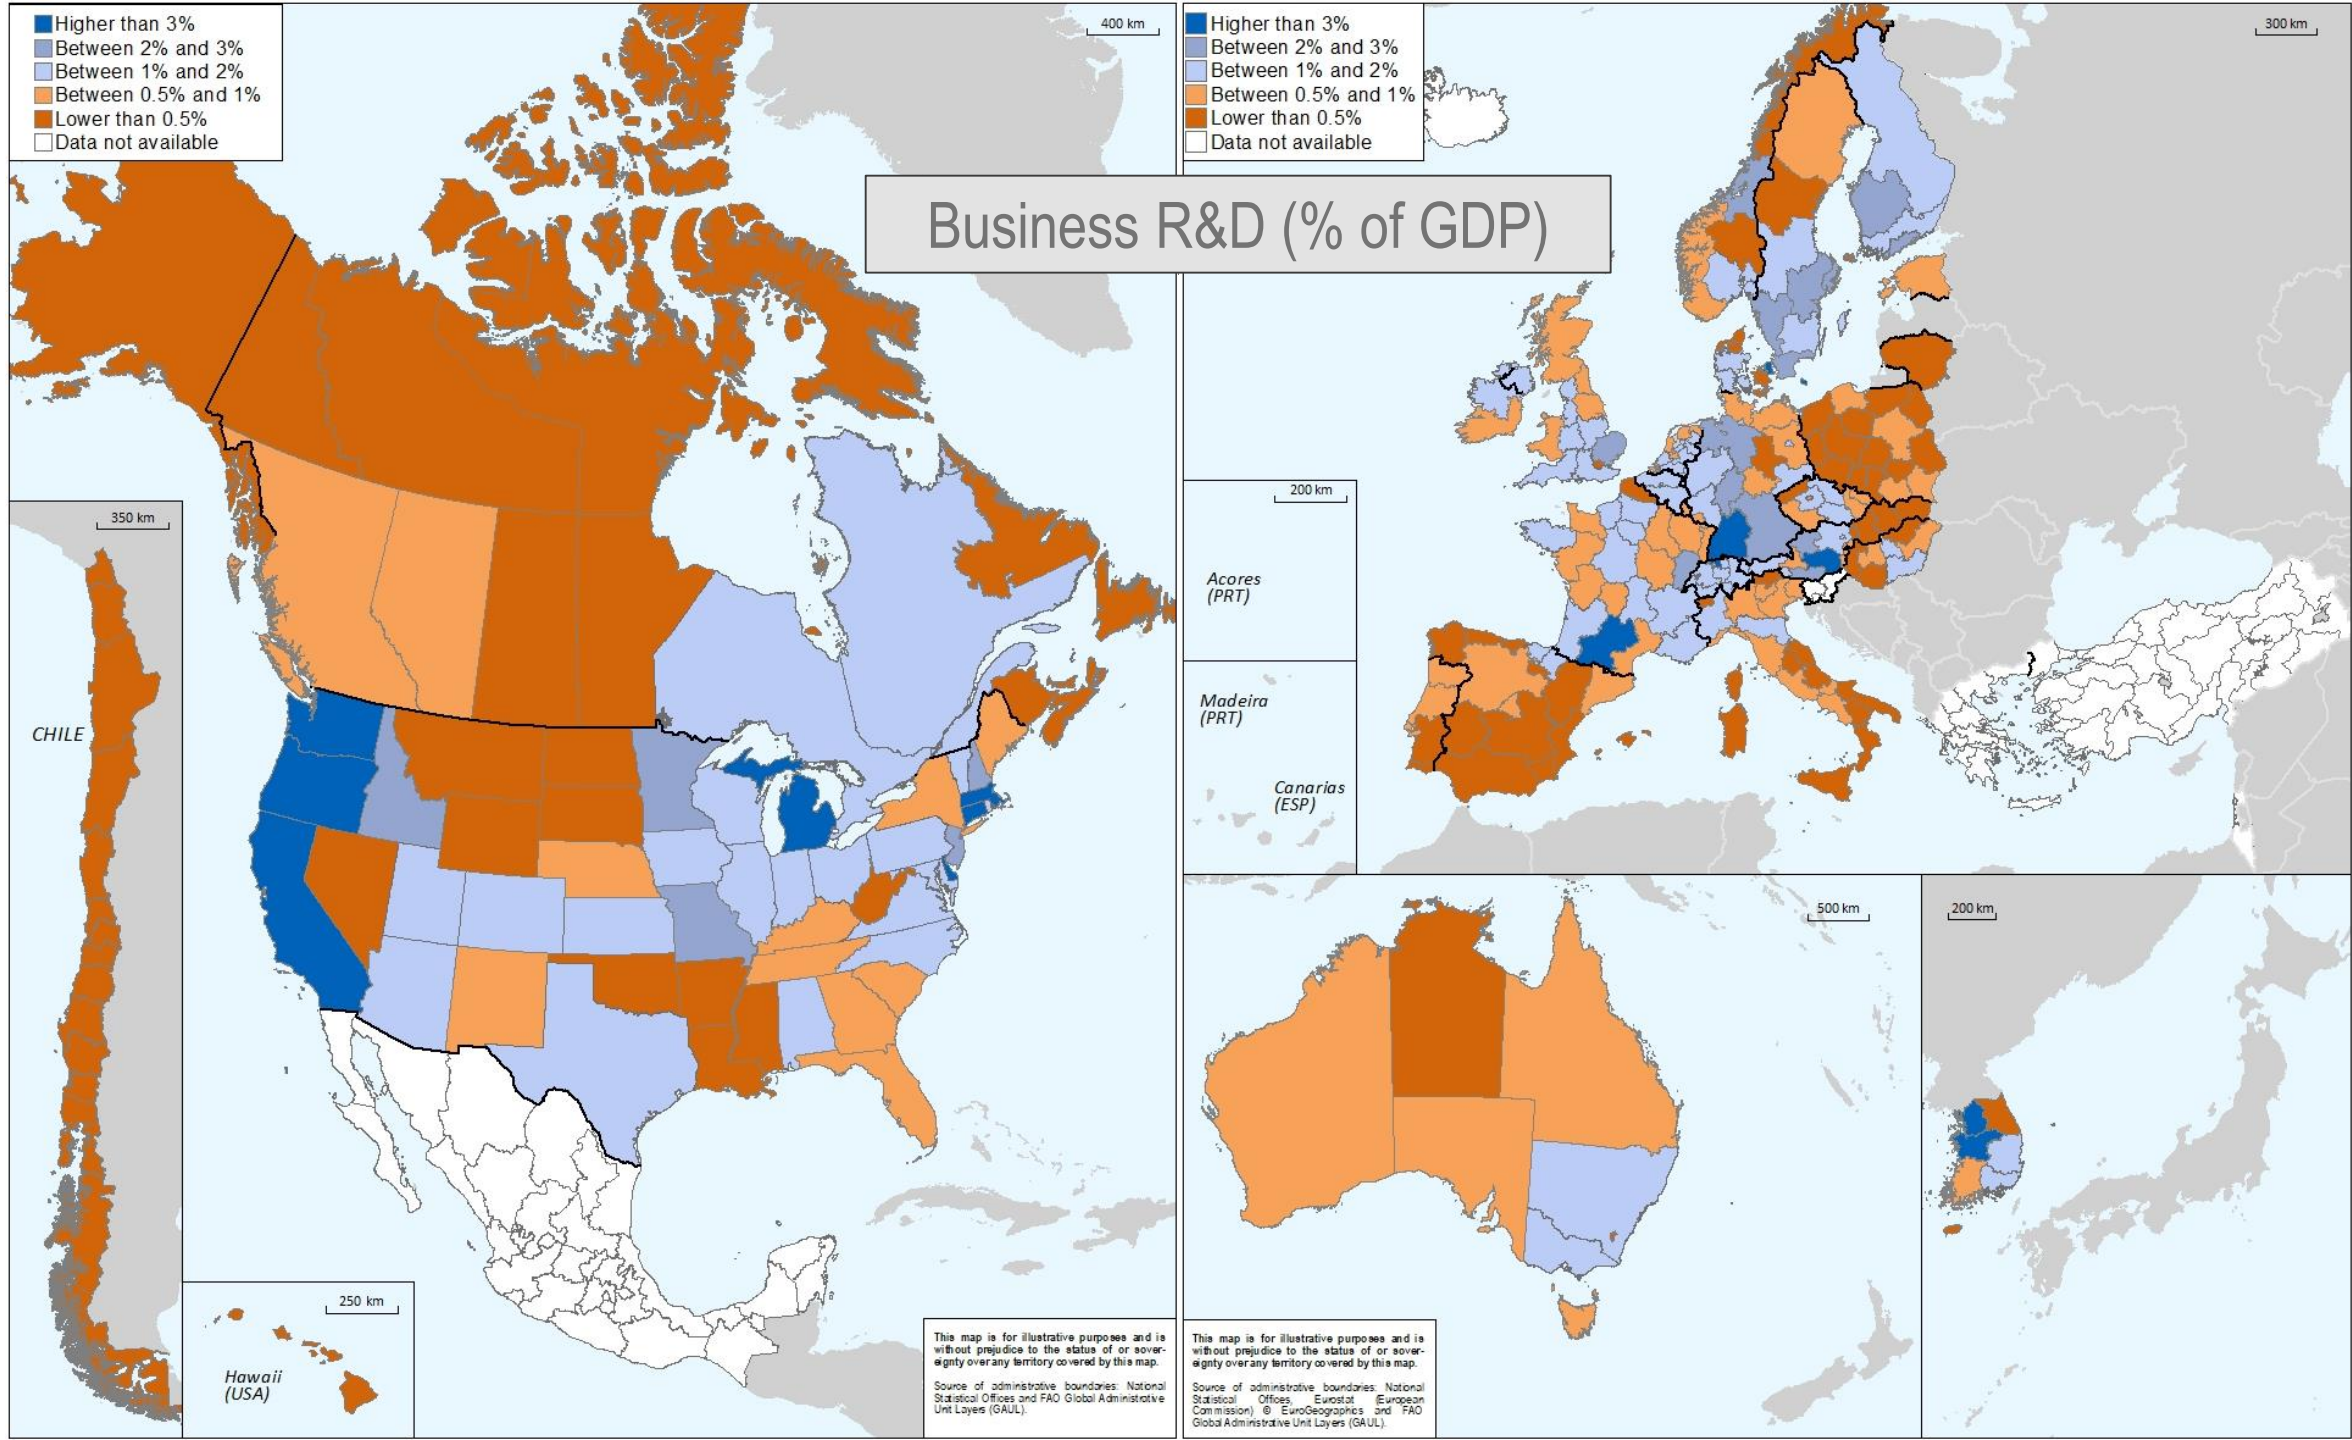 Higher than 3%
Between 2% and 3%
Between 1% and 2%
Between 0.5% and 1%
Lower than 0.5%
Data not available
400 km
Higher than 3%
Between 2% and 3%
Between 1% and 2%
Between 0.5% and 1%
Lower than 0.5%
Data not available
300 km
Business R&D (% of GDP)
350 km
CHILE
200 km
Acores
(PRT)
Madeira
(PRT)
Canarias
(ESP)
500 km
200 km
250 km
Hawaii
(USA)
This map is for illustrative purposes and is
without prejudice to the status of or sover-
eignty over any territory covered by this map.
Source of administrative boundaries: National
Statistical Offices and FAO Global Administrative
Unit Layers (GAUL).
This map is for illustrative purposes and is
without prejudice to the status of or sover-
eignty over any territory covered by this map.
Source of administrative boundaries: National
Statistical Offices, Eurostat (European
Commission) © EuroGeographics and FAO
Global Administrative Unit Layers (GAUL).